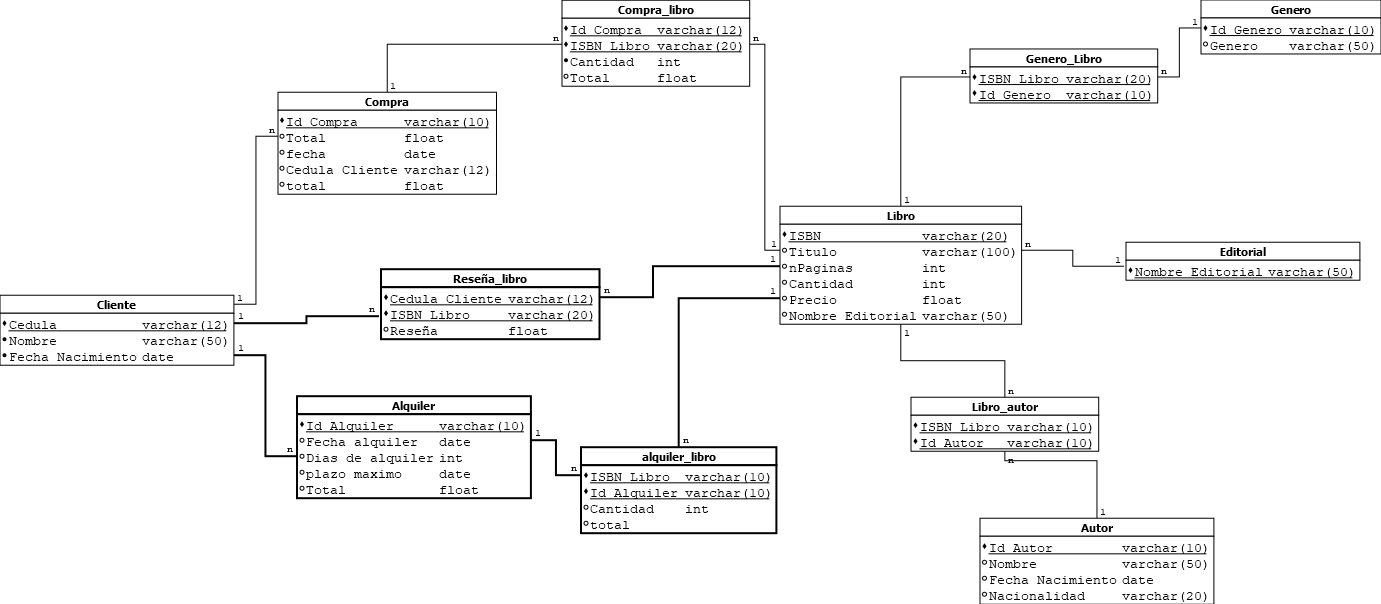 Compra_libro
Id Compra varchar(12)
ISBN Libro varchar(20)
Cantidad int
Total float
n
n
Genero
Id Genero varchar(10)
Genero varchar(50)
1
Genero_Libro
ISBN Libro varchar(20)
Id Genero varchar(10)
n
n
Compra
Id Compra varchar(10)
Total float
fecha date
Cedula Cliente varchar(12)
total float
1
n
Libro
ISBN varchar(20)
Titulo varchar(100)
nPaginas int
Cantidad int
Precio float
Nombre Editorial varchar(50)
1
1
1
1
n
1
Editorial
Nombre Editorial varchar(50)
1
Reseña_libro
Cedula Cliente varchar(12)
ISBN Libro varchar(20)
Reseña float
n
n
Cliente
Cedula varchar(12)
Nombre varchar(50)
Fecha Nacimiento date
1
1
1
Alquiler
Id Alquiler varchar(10)
Fecha alquiler date
Dias de alquiler int
plazo maximo date
Total float
n
1
alquiler_libro
ISBN Libro varchar(10)
Id Alquiler varchar(10)
Cantidad int
total
n
n
Libro_autor
ISBN Libro varchar(10)
Id Autor varchar(10)
n
n
Autor
Id Autor varchar(10)
Nombre varchar(50)
Fecha Nacimiento date
Nacionalidad varchar(20)
1